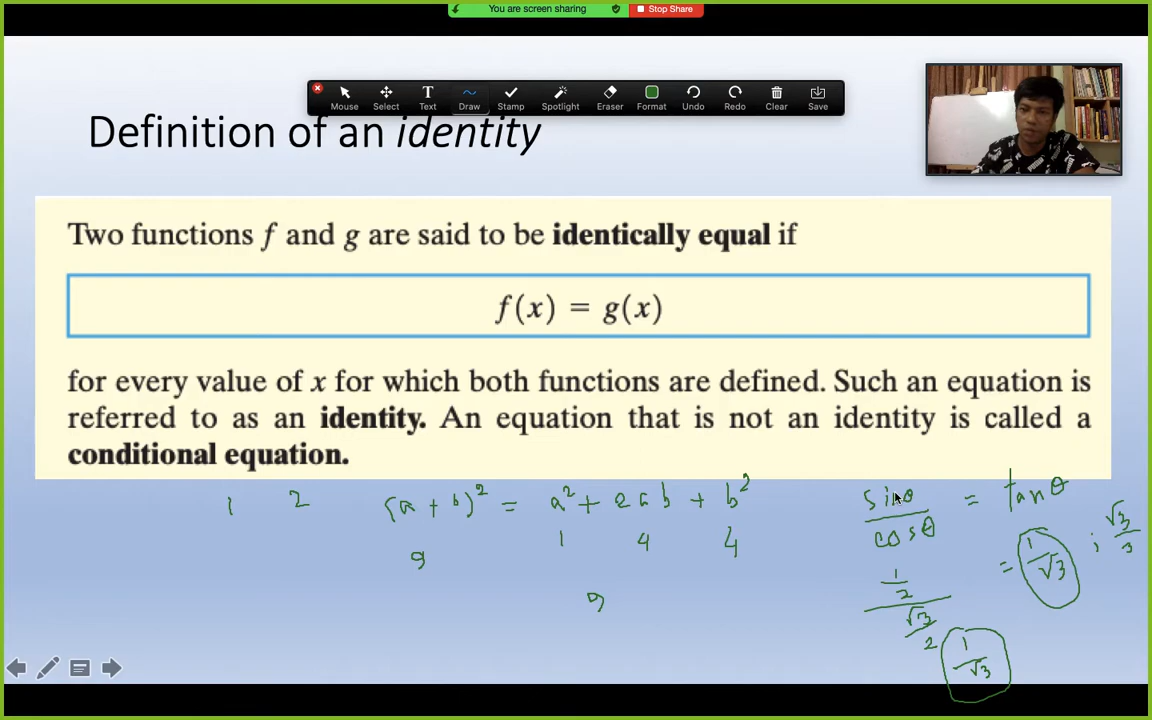 You are screen sharing Stop Share
Mouse Select Text Draw Stamp Spotlight Eraser Format Undo Redo Clear Save
Definition of an identity
Two functions f and g are said to be identically equal if
f(x) = g(x)
for every value of x for which both functions are defined. Such an equation is
referred to as an identity. An equation that is not an identity is called a
conditional equation.
1 2 (a + b)² = a² + 2ab + b²
9 1 4 4
9
sinθ/cosθ = tanθ
= 1/√3 ; √3/3
1/2
√3/2
1/√3